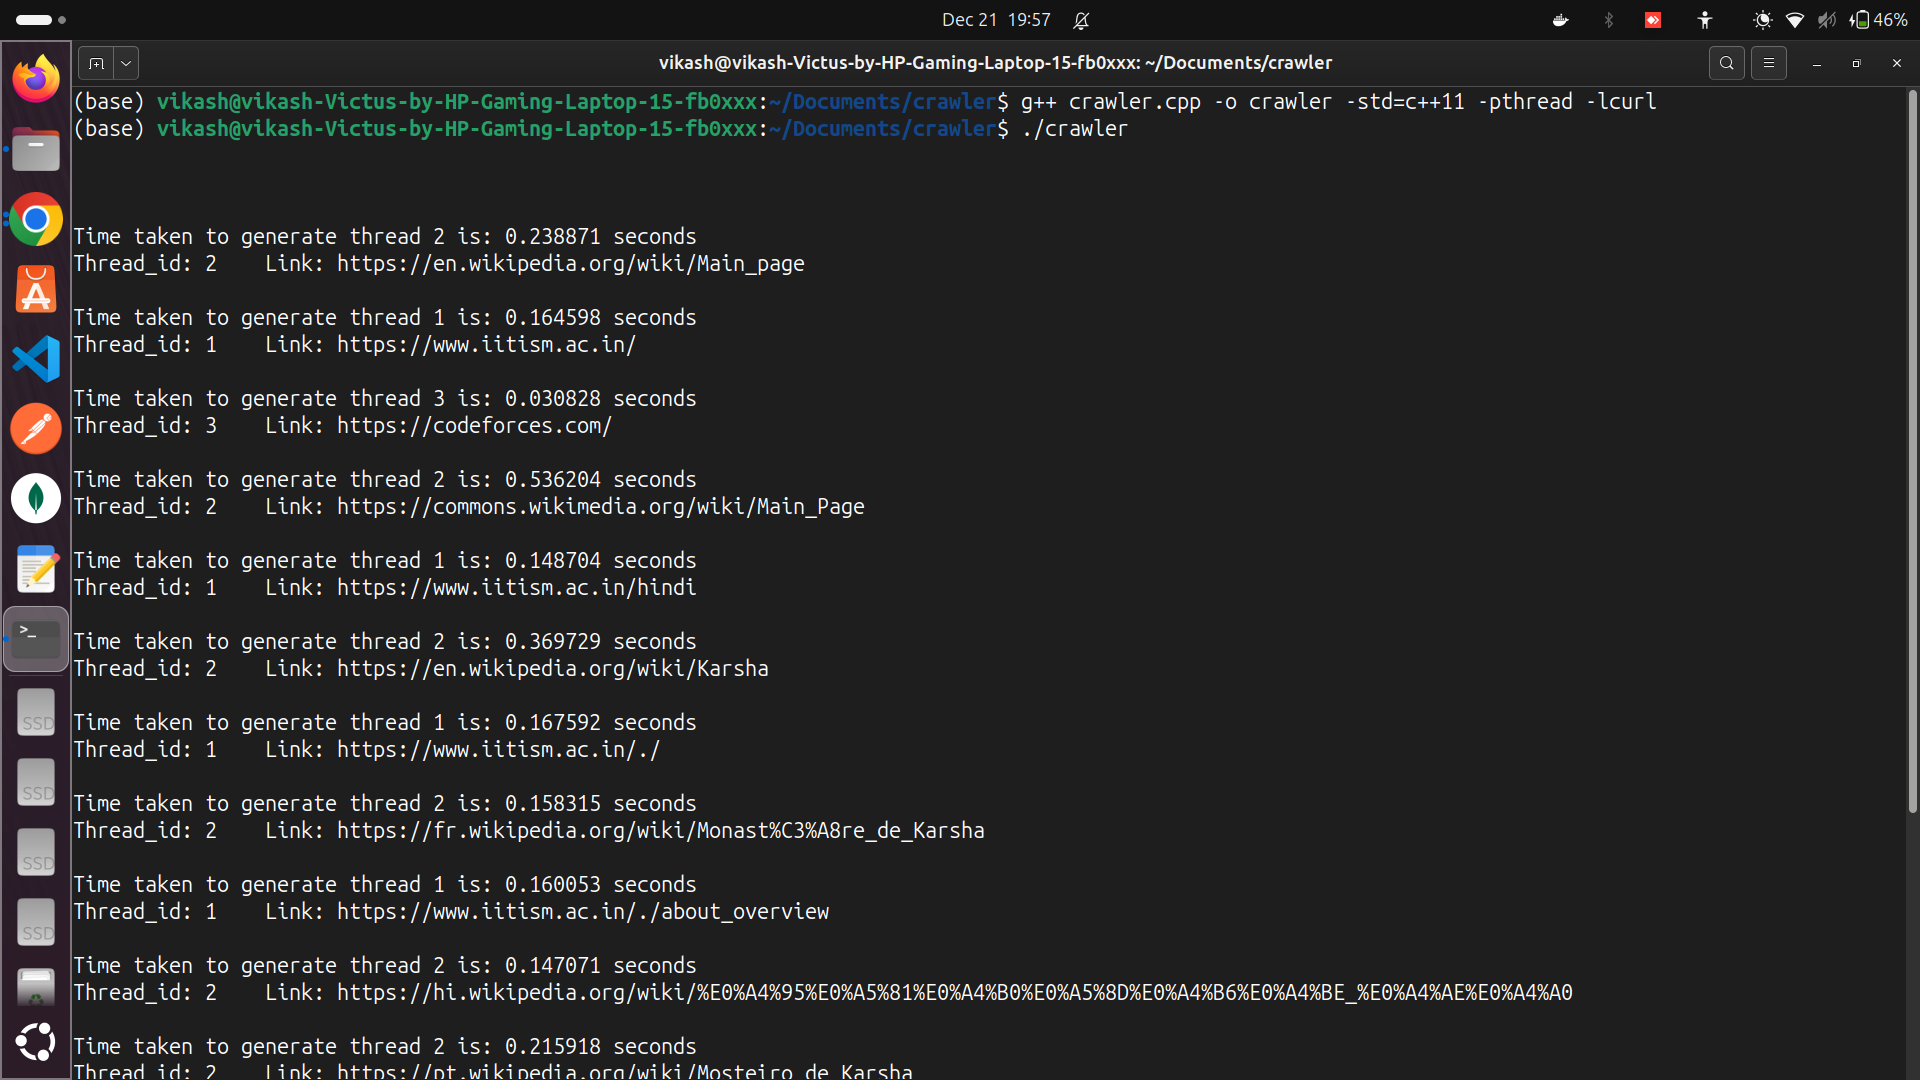 Dec 21 19:57
46%
vikash@vikash-Victus-by-HP-Gaming-Laptop-15-fb0xxx: ~/Documents/crawler
(base) vikash@vikash-Victus-by-HP-Gaming-Laptop-15-fb0xxx:~/Documents/crawler$ g++ crawler.cpp -o crawler -std=c++11 -pthread -lcurl
(base) vikash@vikash-Victus-by-HP-Gaming-Laptop-15-fb0xxx:~/Documents/crawler$ ./crawler
Time taken to generate thread 2 is: 0.238871 seconds
Thread_id: 2    Link: https://en.wikipedia.org/wiki/Main_page
Time taken to generate thread 1 is: 0.164598 seconds
Thread_id: 1    Link: https://www.iitism.ac.in/
Time taken to generate thread 3 is: 0.030828 seconds
Thread_id: 3    Link: https://codeforces.com/
Time taken to generate thread 2 is: 0.536204 seconds
Thread_id: 2    Link: https://commons.wikimedia.org/wiki/Main_Page
Time taken to generate thread 1 is: 0.148704 seconds
Thread_id: 1    Link: https://www.iitism.ac.in/hindi
Time taken to generate thread 2 is: 0.369729 seconds
Thread_id: 2    Link: https://en.wikipedia.org/wiki/Karsha
Time taken to generate thread 1 is: 0.167592 seconds
Thread_id: 1    Link: https://www.iitism.ac.in/./
Time taken to generate thread 2 is: 0.158315 seconds
Thread_id: 2    Link: https://fr.wikipedia.org/wiki/Monast%C3%A8re_de_Karsha
Time taken to generate thread 1 is: 0.160053 seconds
Thread_id: 1    Link: https://www.iitism.ac.in/./about_overview
Time taken to generate thread 2 is: 0.147071 seconds
Thread_id: 2    Link: https://hi.wikipedia.org/wiki/%E0%A4%95%E0%A5%81%E0%A4%B0%E0%A5%8D%E0%A4%B6%E0%A4%BE_%E0%A4%AE%E0%A4%A0
Time taken to generate thread 2 is: 0.215918 seconds
Thread_id: 2    Link: https://pt.wikipedia.org/wiki/Mosteiro_de_Karsha
SSD
SSD
SSD
SSD